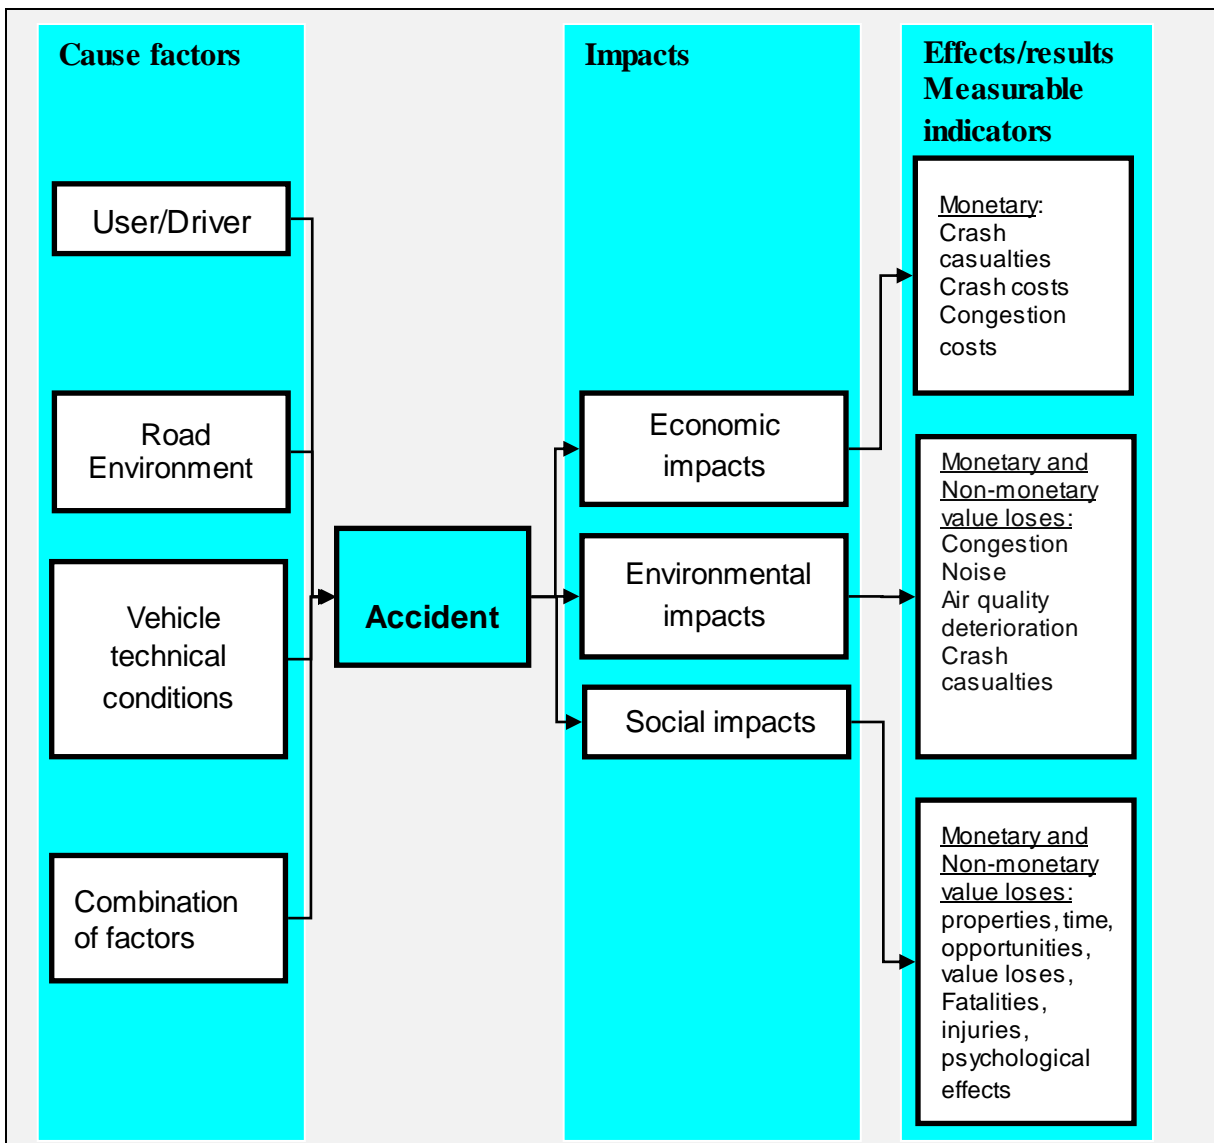 Cause factors
User/Driver
Road
Environment
Vehicle
technical
conditions
Combination
of factors
Accident
Impacts
Economic
impacts
Environmental
impacts
Social impacts
Effects/results
Measurable
indicators
Monetary:
Crash
casualties
Crash costs
Congestion
costs
Monetary and
Non-monetary
value loses:
Congestion
Noise
Air quality
deterioration
Crash
casualties
Monetary and
Non-monetary
value loses:
properties, time,
opportunities,
value loses,
Fatalities,
injuries,
psychological
effects